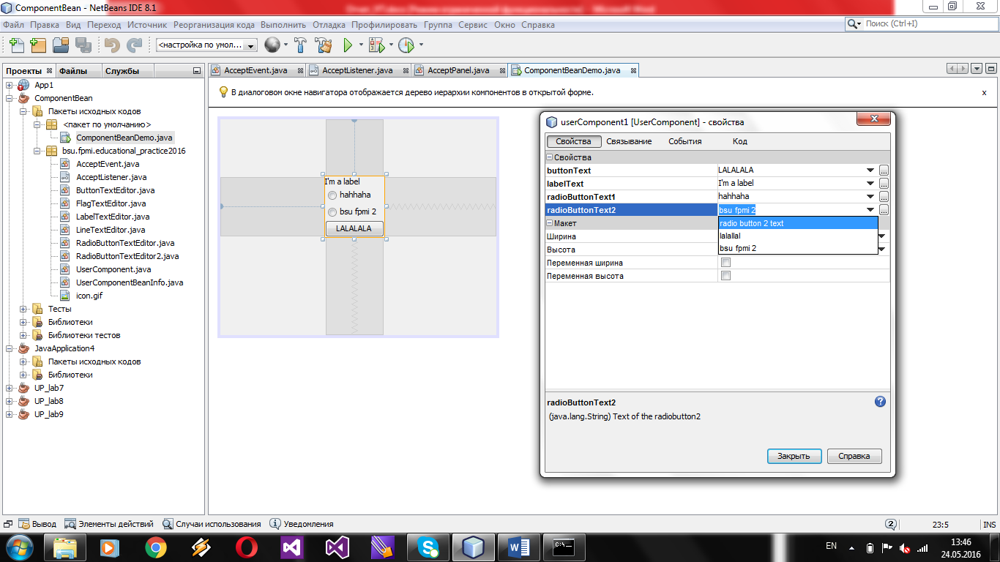 ComponentBean - NetBeans IDE 8.1
Файл Правка Вид Переход Источник Реорганизация кода Выполнить Отладка Профилировать Группа Сервис Окно Справка
Поиск (Ctrl+I)
<настройка по умол...
Проекты Файлы Службы
AcceptEvent.java AcceptListener.java AcceptPanel.java ComponentBeanDemo.java
В диалоговом окне навигатора отображается дерево иерархии компонентов в открытой форме.
x
App1
ComponentBean
Пакеты исходных кодов
<пакет по умолчанию>
ComponentBeanDemo.java
bsu.fpmi.educational_practice2016
AcceptEvent.java
AcceptListener.java
ButtonTextEditor.java
FlagTextEditor.java
LabelTextEditor.java
LineTextEditor.java
RadioButtonTextEditor.java
RadioButtonTextEditor2.java
UserComponent.java
UserComponentBeanInfo.java
icon.gif
Тесты
Библиотеки
Библиотеки тестов
JavaApplication4
Пакеты исходных кодов
Библиотеки
UP_lab7
UP_lab8
UP_lab9
I'm a label
hahhaha
bsu fpmi 2
LALALALA
userComponent1 [UserComponent] - свойства
Свойства Связывание События Код
Свойства
buttonText LALALALA ...
labelText I'm a label ...
radioButtonText1 hahhaha ...
radioButtonText2 bsu fpmi 2 ...
Макет radio button 2 text
Ширина lalallal
Высота bsu fpmi 2
Переменная ширина
Переменная высота
radioButtonText2
(java.lang.String) Text of the radiobutton2
Закрыть Справка
Вывод Элементы действий Случаи использования Уведомления
2 23:5 INS
EN 13:46
24.05.2016